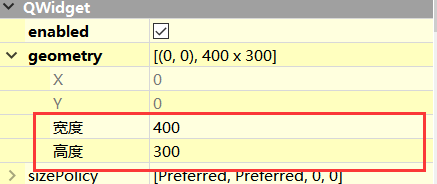 QWidget
enabled
geometry [(0, 0), 400 x 300]
X 0
Y 0
宽度 400
高度 300
sizePolicy [Preferred, Preferred, 0, 0]